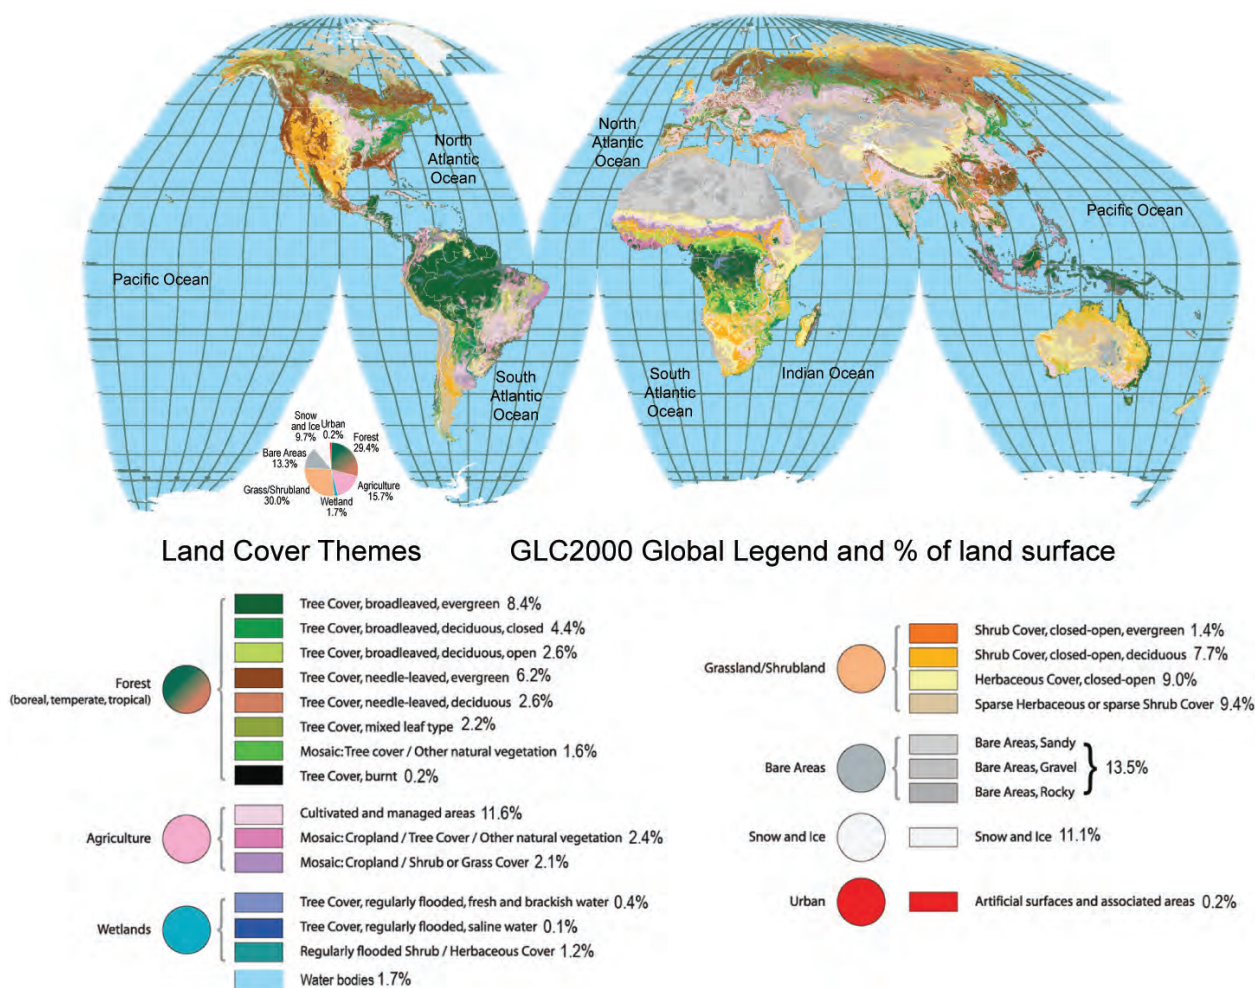 North
Atlantic
Ocean
North
Atlantic
Ocean
Pacific Ocean
Pacific Ocean
South
Atlantic
Ocean
South
Atlantic
Ocean
Indian Ocean
Snow
and Ice
9.7%
Urban
0.2%
Forest
29.4%
Bare Areas
13.3%
Agriculture
15.7%
Grass/Shrubland
30.0%
Wetland
1.7%
Land Cover Themes
GLC2000 Global Legend and % of land surface
Forest
(boreal, temperate, tropical)
Tree Cover, broadleaved, evergreen 8.4%
Tree Cover, broadleaved, deciduous, closed 4.4%
Tree Cover, broadleaved, deciduous, open 2.6%
Tree Cover, needle-leaved, evergreen 6.2%
Tree Cover, needle-leaved, deciduous 2.6%
Tree Cover, mixed leaf type 2.2%
Mosaic: Tree cover / Other natural vegetation 1.6%
Tree Cover, burnt 0.2%
Agriculture
Cultivated and managed areas 11.6%
Mosaic: Cropland / Tree Cover / Other natural vegetation 2.4%
Mosaic: Cropland / Shrub or Grass Cover 2.1%
Wetlands
Tree Cover, regularly flooded, fresh and brackish water 0.4%
Tree Cover, regularly flooded, saline water 0.1%
Regularly flooded Shrub / Herbaceous Cover 1.2%
Water bodies 1.7%
Grassland/Shrubland
Shrub Cover, closed-open, evergreen 1.4%
Shrub Cover, closed-open, deciduous 7.7%
Herbaceous Cover, closed-open 9.0%
Sparse Herbaceous or sparse Shrub Cover 9.4%
Bare Areas
Bare Areas, Sandy
Bare Areas, Gravel
Bare Areas, Rocky
13.5%
Snow and Ice
Snow and Ice 11.1%
Urban
Artificial surfaces and associated areas 0.2%